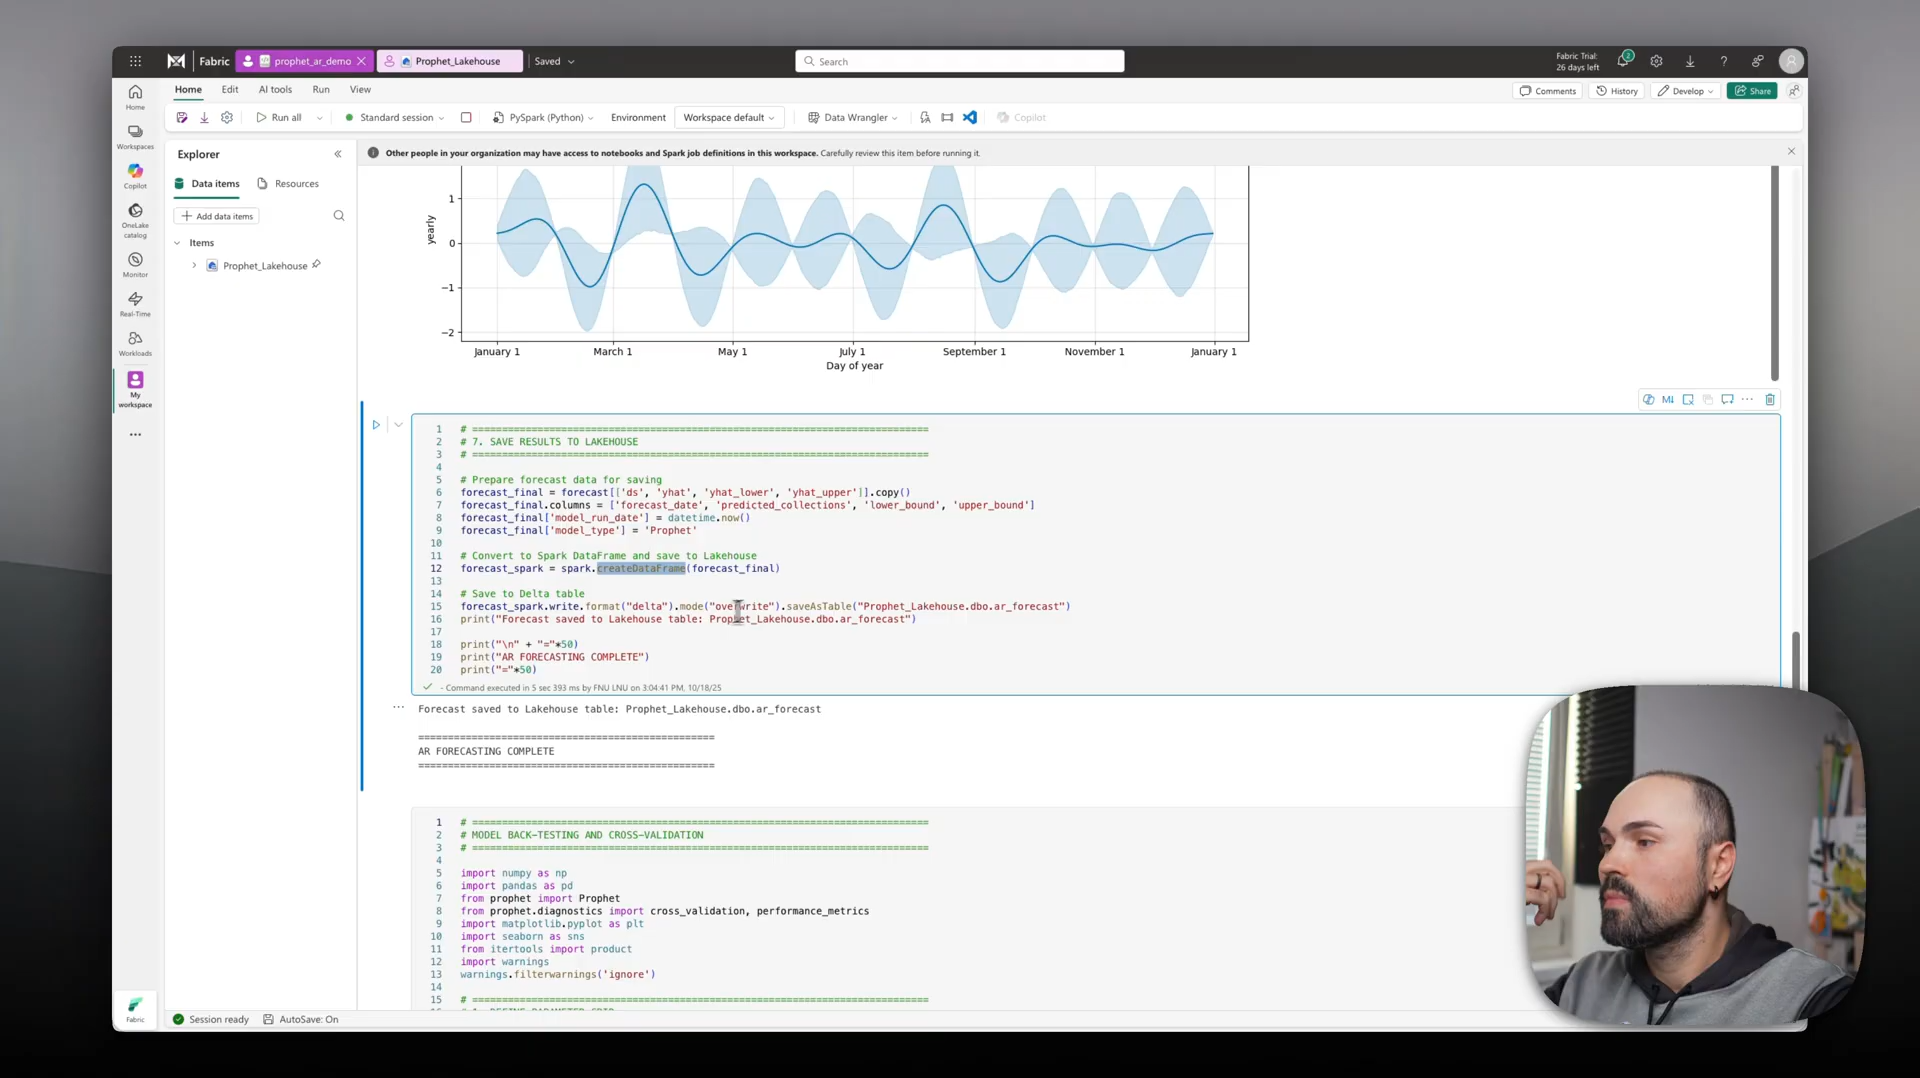 Fabric
prophet_ar_demo
Prophet_Lakehouse
Saved
Search
Fabric Trial:
26 days left
2
?
Home
Edit
AI tools
Run
View
Comments
History
Develop
Share
Run all
Standard session
PySpark (Python)
Environment
Workspace default
Data Wrangler
Copilot
Home
Workspaces
Copilot
OneLake
catalog
Monitor
Real-Time
Workloads
My
workspace
Fabric
Explorer
Data items
Resources
Add data items
Items
Prophet_Lakehouse
Other people in your organization may have access to notebooks and Spark job definitions in this workspace. Carefully review this item before running it.
yearly
1
0
−1
−2
January 1
March 1
May 1
July 1
September 1
November 1
January 1
Day of year
M↓
1 # ==============================================================================
2 # 7. SAVE RESULTS TO LAKEHOUSE
3 # ==============================================================================
4
5 # Prepare forecast data for saving
6 forecast_final = forecast[['ds', 'yhat', 'yhat_lower', 'yhat_upper']].copy()
7 forecast_final.columns = ['forecast_date', 'predicted_collections', 'lower_bound', 'upper_bound']
8 forecast_final['model_run_date'] = datetime.now()
9 forecast_final['model_type'] = 'Prophet'
10
11 # Convert to Spark DataFrame and save to Lakehouse
12 forecast_spark = spark.createDataFrame(forecast_final)
13
14 # Save to Delta table
15 forecast_spark.write.format("delta").mode("overwrite").saveAsTable("Prophet_Lakehouse.dbo.ar_forecast")
16 print("Forecast saved to Lakehouse table: Prophet_Lakehouse.dbo.ar_forecast")
17
18 print("\n" + "="*50)
19 print("AR FORECASTING COMPLETE")
20 print("="*50)
- Command executed in 5 sec 393 ms by FNU LNU on 3:04:41 PM, 10/18/25
Forecast saved to Lakehouse table: Prophet_Lakehouse.dbo.ar_forecast
==================================================
AR FORECASTING COMPLETE
==================================================
1 # ==============================================================================
2 # MODEL BACK-TESTING AND CROSS-VALIDATION
3 # ==============================================================================
4
5 import numpy as np
6 import pandas as pd
7 from prophet import Prophet
8 from prophet.diagnostics import cross_validation, performance_metrics
9 import matplotlib.pyplot as plt
10 import seaborn as sns
11 from itertools import product
12 import warnings
13 warnings.filterwarnings('ignore')
14
15 # ==============================================================================
Session ready
AutoSave: On